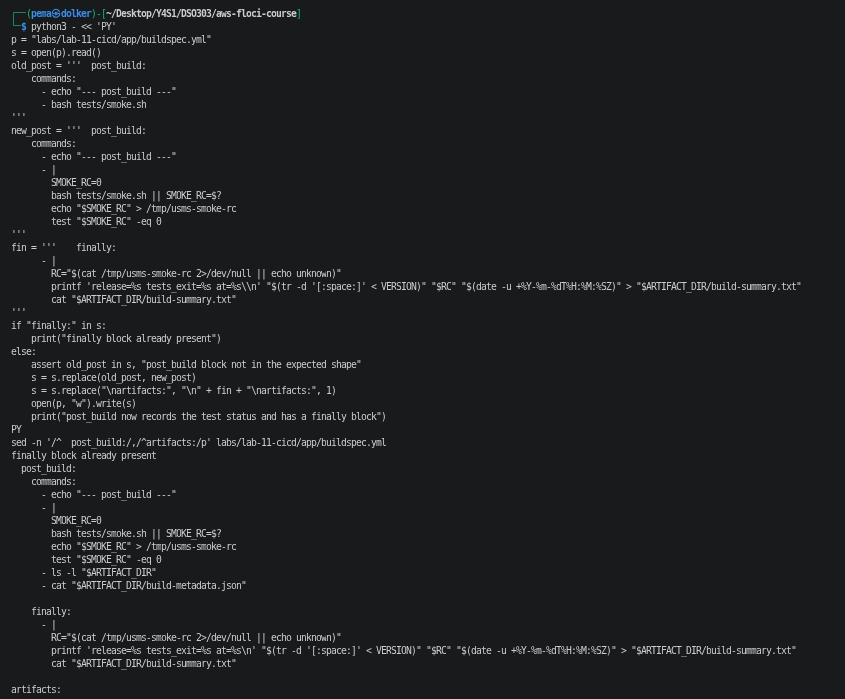 ┌──(pema㉿dolker)-[~/Desktop/Y4S1/DSO303/aws-floci-course]
└─$ python3 - << 'PY'
p = "labs/lab-11-cicd/app/buildspec.yml"
s = open(p).read()
old_post = '''  post_build:
    commands:
      - echo "--- post_build ---"
      - bash tests/smoke.sh
'''
new_post = '''  post_build:
    commands:
      - echo "--- post_build ---"
      - |
        SMOKE_RC=0
        bash tests/smoke.sh || SMOKE_RC=$?
        echo "$SMOKE_RC" > /tmp/usms-smoke-rc
        test "$SMOKE_RC" -eq 0
'''
fin = '''    finally:
      - |
        RC="$(cat /tmp/usms-smoke-rc 2>/dev/null || echo unknown)"
        printf 'release=%s tests_exit=%s at=%s\\n' "$(tr -d '[:space:]' < VERSION)" "$RC" "$(date -u +%Y-%m-%dT%H:%M:%SZ)" > "$ARTIFACT_DIR/build-summary.txt"
        cat "$ARTIFACT_DIR/build-summary.txt"
'''
if "finally:" in s:
    print("finally block already present")
else:
    assert old_post in s, "post_build block not in the expected shape"
    s = s.replace(old_post, new_post)
    s = s.replace("\nartifacts:", "\n" + fin + "\nartifacts:", 1)
    open(p, "w").write(s)
    print("post_build now records the test status and has a finally block")
PY
sed -n '/^  post_build:/,/^artifacts:/p' labs/lab-11-cicd/app/buildspec.yml
finally block already present
  post_build:
    commands:
      - echo "--- post_build ---"
      - |
        SMOKE_RC=0
        bash tests/smoke.sh || SMOKE_RC=$?
        echo "$SMOKE_RC" > /tmp/usms-smoke-rc
        test "$SMOKE_RC" -eq 0
      - ls -l "$ARTIFACT_DIR"
      - cat "$ARTIFACT_DIR/build-metadata.json"

    finally:
      - |
        RC="$(cat /tmp/usms-smoke-rc 2>/dev/null || echo unknown)"
        printf 'release=%s tests_exit=%s at=%s\n' "$(tr -d '[:space:]' < VERSION)" "$RC" "$(date -u +%Y-%m-%dT%H:%M:%SZ)" > "$ARTIFACT_DIR/build-summary.txt"
        cat "$ARTIFACT_DIR/build-summary.txt"

artifacts: